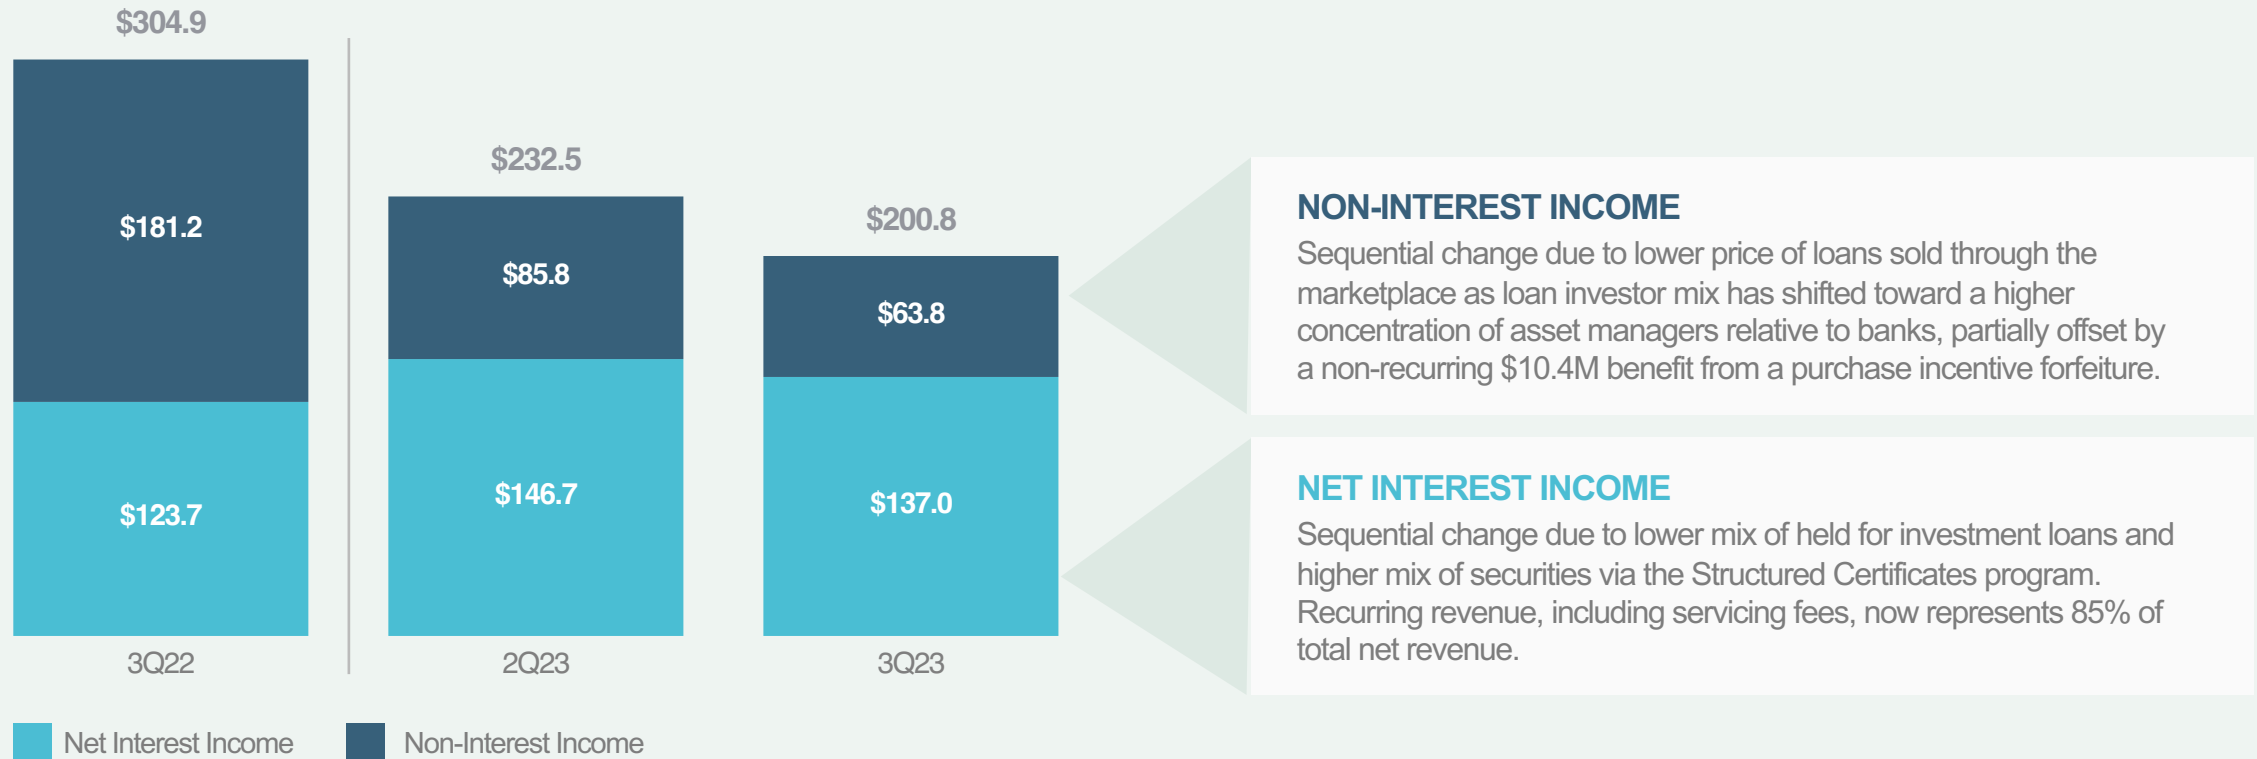 $304.9
$181.2
$123.7
3Q22
$232.5
$85.8
$146.7
2Q23
$200.8
$63.8
$137.0
3Q23
Net Interest Income
Non-Interest Income
NON-INTEREST INCOME
Sequential change due to lower price of loans sold through the
marketplace as loan investor mix has shifted toward a higher
concentration of asset managers relative to banks, partially offset by
a non-recurring $10.4M benefit from a purchase incentive forfeiture.
NET INTEREST INCOME
Sequential change due to lower mix of held for investment loans and
higher mix of securities via the Structured Certificates program.
Recurring revenue, including servicing fees, now represents 85% of
total net revenue.